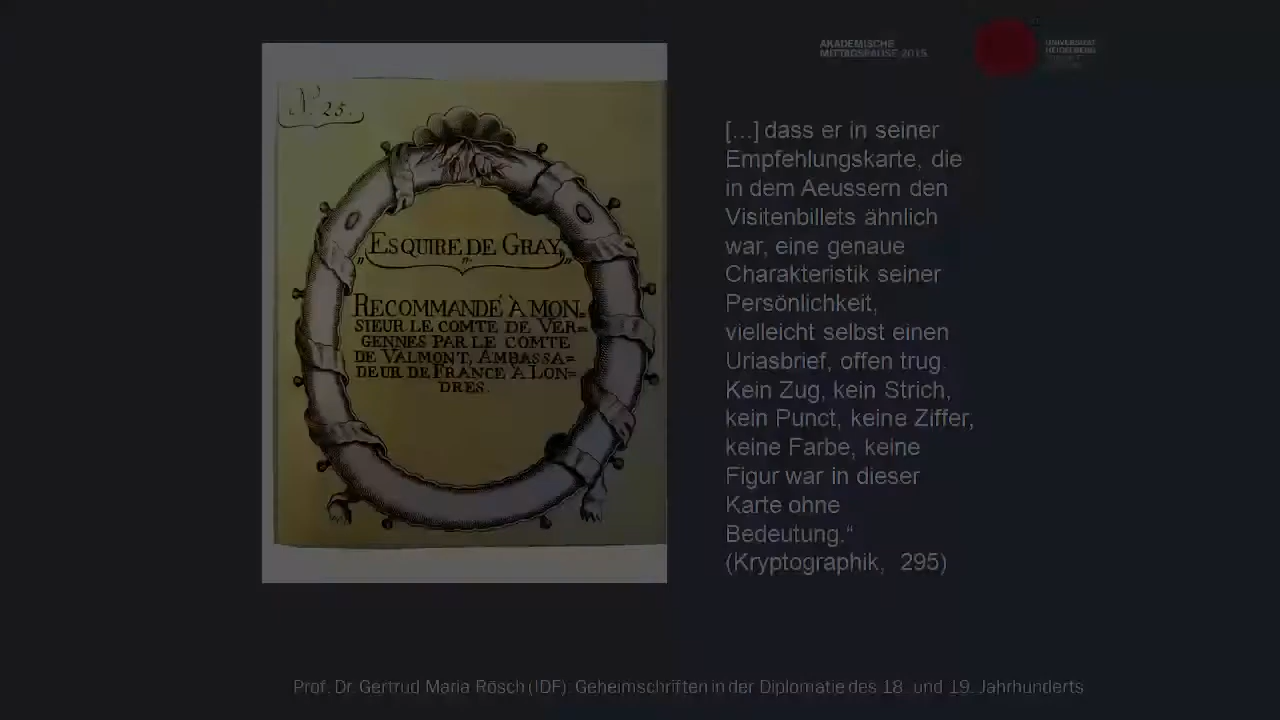 AKADEMISCHE
MITTAGSPAUSE 2015
UNIVERSITÄT
HEIDELBERG
N.º 25.
„ESQUIRE DE GRAY,„
RECOMMANDÉ À MON=
SIEUR LE COMTE DE VER=
GENNES PAR LE COMTE
DE VALMONT, AMBASSA=
DEUR DE FRANCE À LON=
DRES.
[...] dass er in seiner
Empfehlungskarte, die
in dem Aeussern den
Visitenbillets ähnlich
war, eine genaue
Charakteristik seiner
Persönlichkeit,
vielleicht selbst einen
Uriasbrief, offen trug.
Kein Zug, kein Strich,
kein Punct, keine Ziffer,
keine Farbe, keine
Figur war in dieser
Karte ohne
Bedeutung.“
(Kryptographik, 295)
Prof. Dr. Gertrud Maria Rösch (IDF): Geheimschriften in der Diplomatie des 18. und 19. Jahrhunderts